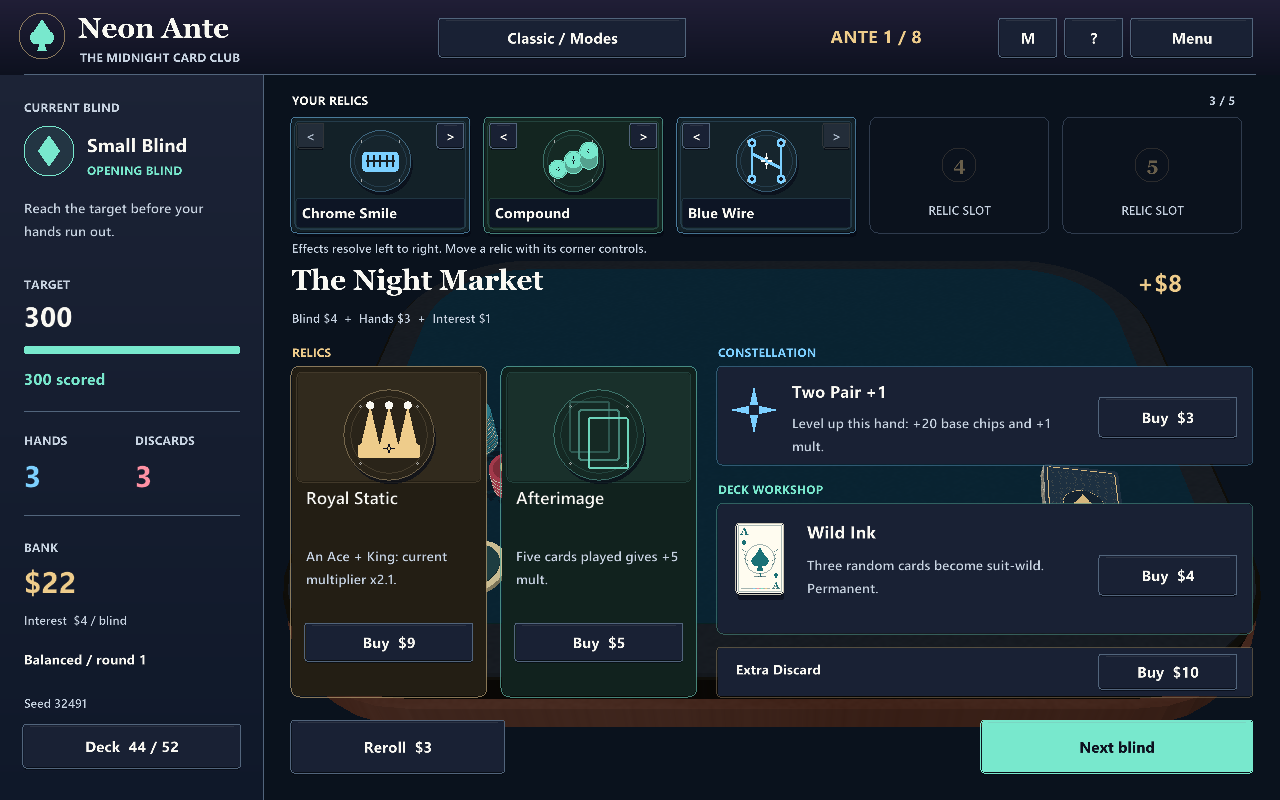 Neon Ante
THE MIDNIGHT CARD CLUB
Classic / Modes
ANTE 1 / 8
M
?
Menu
CURRENT BLIND
Small Blind
OPENING BLIND
Reach the target before your
hands run out.
TARGET
300
300 scored
HANDS
DISCARDS
3
3
BANK
$22
Interest $4 / blind
Balanced / round 1
Seed 32491
Deck 44 / 52
YOUR RELICS
3 / 5
<
>
<
>
<
>
Chrome Smile
Compound
Blue Wire
4
RELIC SLOT
5
RELIC SLOT
Effects resolve left to right. Move a relic with its corner controls.
The Night Market
+$8
Blind $4 + Hands $3 + Interest $1
RELICS
Royal Static
An Ace + King: current
multiplier x2.1.
Buy $9
Afterimage
Five cards played gives +5
mult.
Buy $5
CONSTELLATION
Two Pair +1
Level up this hand: +20 base chips and +1
mult.
Buy $3
DECK WORKSHOP
A
A
Wild Ink
Three random cards become suit-wild.
Permanent.
Buy $4
Extra Discard
Buy $10
Reroll $3
Next blind